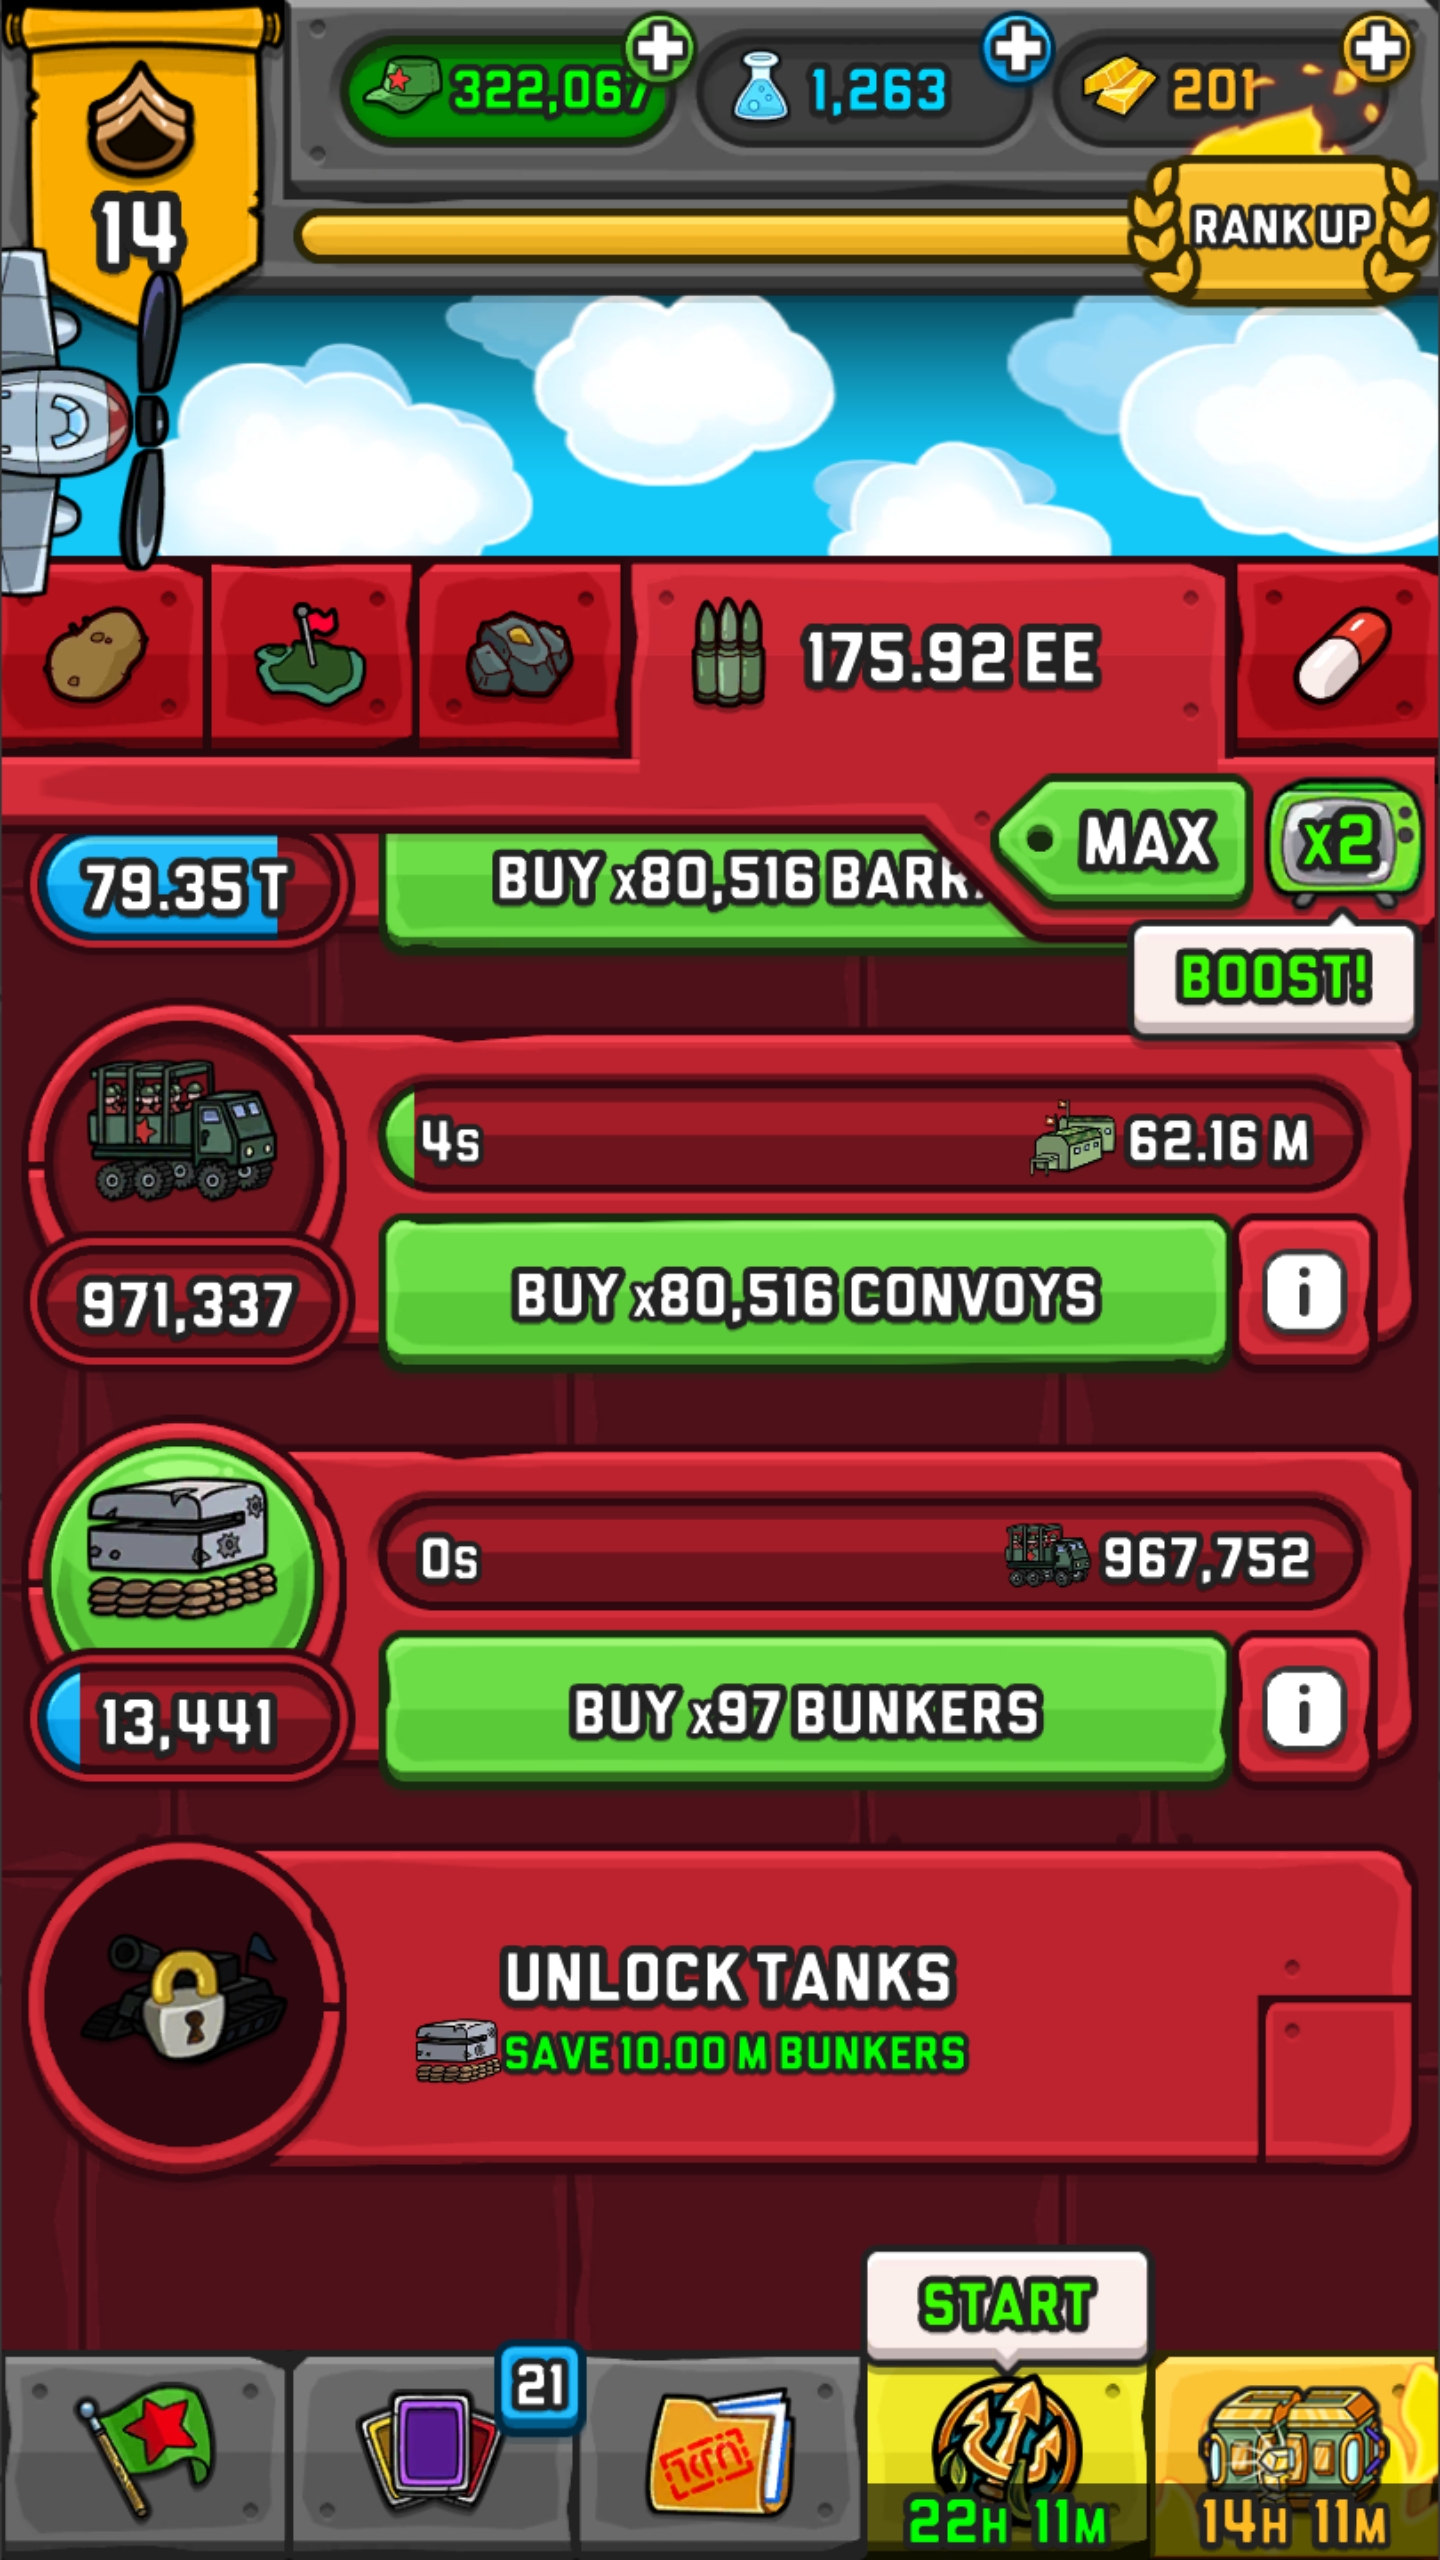 14
322,067
1,263
201
RANK UP
175.92 EE
MAX
x2
79.35 T
BUY x80,516 BARR
BOOST!
4s
62.16 M
971,337
BUY x80,516 CONVOYS
i
0s
967,752
13,441
BUY x97 BUNKERS
i
UNLOCK TANKS
SAVE 10.00 M BUNKERS
START
21
22H 11M
14H 11M